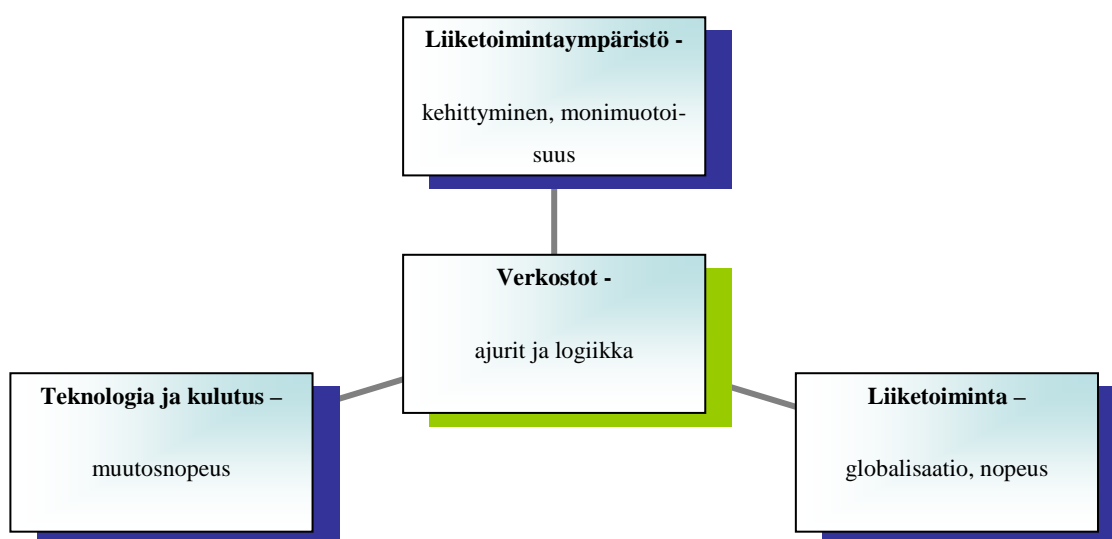 Liiketoimintaympäristö -
kehittyminen, monimuotoi-
suus
Verkostot -
ajurit ja logiikka
Teknologia ja kulutus –
muutosnopeus
Liiketoiminta –
globalisaatio, nopeus